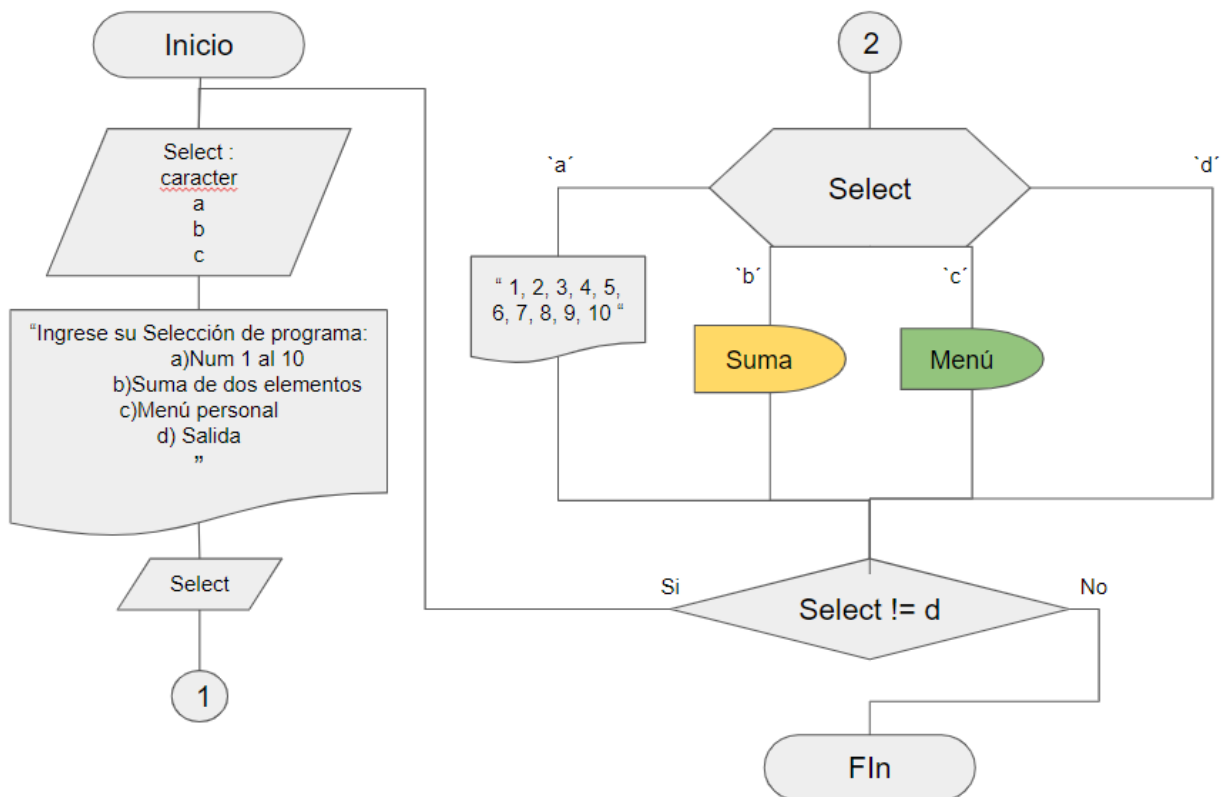 Inicio
Select :
caracter
a
b
c
“Ingrese su Selección de programa:
a)Num 1 al 10
b)Suma de dos elementos
c)Menú personal
d) Salida
”
Select
1
2
Select
`a´
`b´
`c´
`d´
“ 1, 2, 3, 4, 5,
6, 7, 8, 9, 10 “
Suma
Menú
Si
Select != d
No
FIn